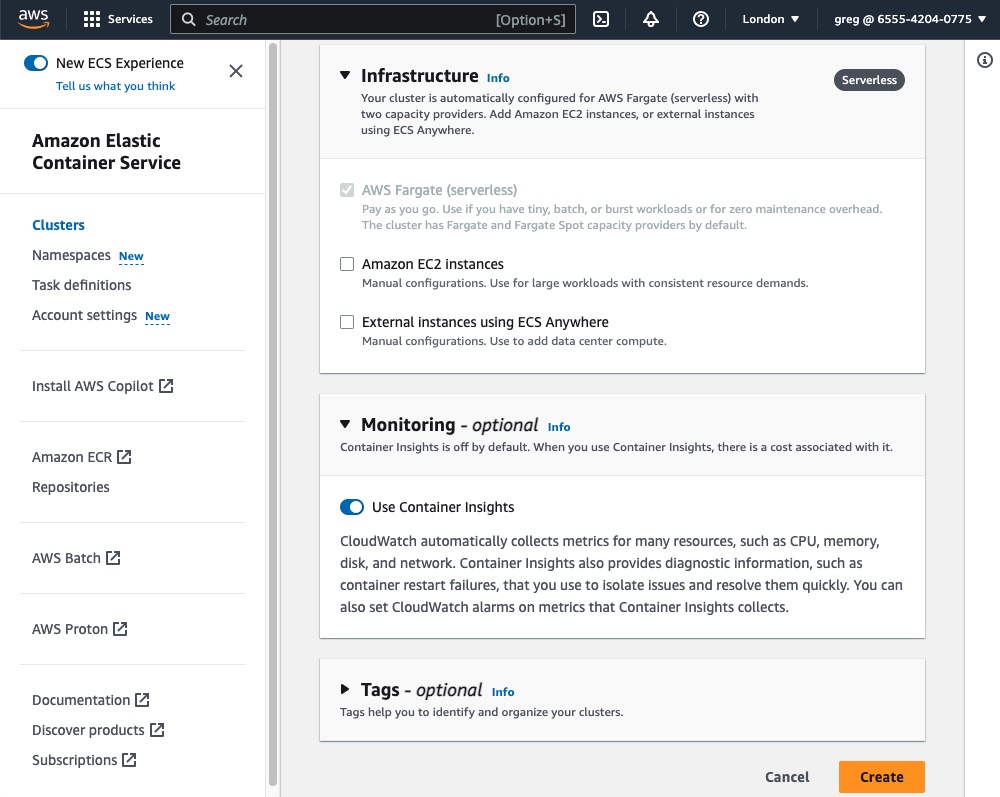 aws
Services
Search
[Option+S]
London
greg @ 6555-4204-0775
New ECS Experience
Tell us what you think
Amazon Elastic
Container Service
Clusters
Namespaces New
Task definitions
Account settings New
Install AWS Copilot
Amazon ECR
Repositories
AWS Batch
AWS Proton
Documentation
Discover products
Subscriptions
Infrastructure Info
Serverless
Your cluster is automatically configured for AWS Fargate (serverless) with
two capacity providers. Add Amazon EC2 instances, or external instances
using ECS Anywhere.
AWS Fargate (serverless)
Pay as you go. Use if you have tiny, batch, or burst workloads or for zero maintenance overhead.
The cluster has Fargate and Fargate Spot capacity providers by default.
Amazon EC2 instances
Manual configurations. Use for large workloads with consistent resource demands.
External instances using ECS Anywhere
Manual configurations. Use to add data center compute.
Monitoring - optional Info
Container Insights is off by default. When you use Container Insights, there is a cost associated with it.
Use Container Insights
CloudWatch automatically collects metrics for many resources, such as CPU, memory,
disk, and network. Container Insights also provides diagnostic information, such as
container restart failures, that you use to isolate issues and resolve them quickly. You can
also set CloudWatch alarms on metrics that Container Insights collects.
Tags - optional Info
Tags help you to identify and organize your clusters.
Cancel
Create